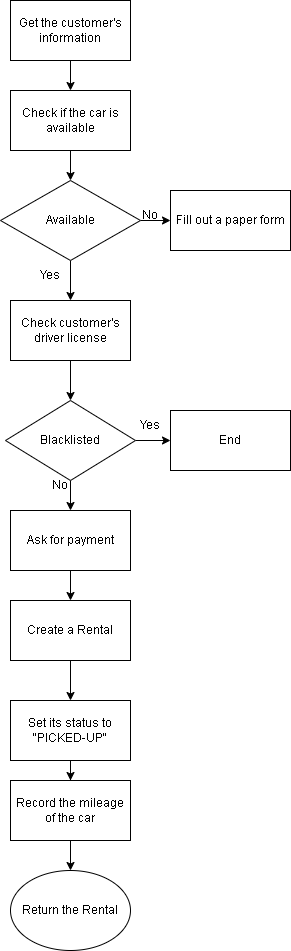 Get the customer's
information
Check if the car is
available
Available
No
Fill out a paper form
Yes
Check customer's
driver license
Blacklisted
Yes
End
No
Ask for payment
Create a Rental
Set its status to
"PICKED-UP"
Record the mileage
of the car
Return the Rental